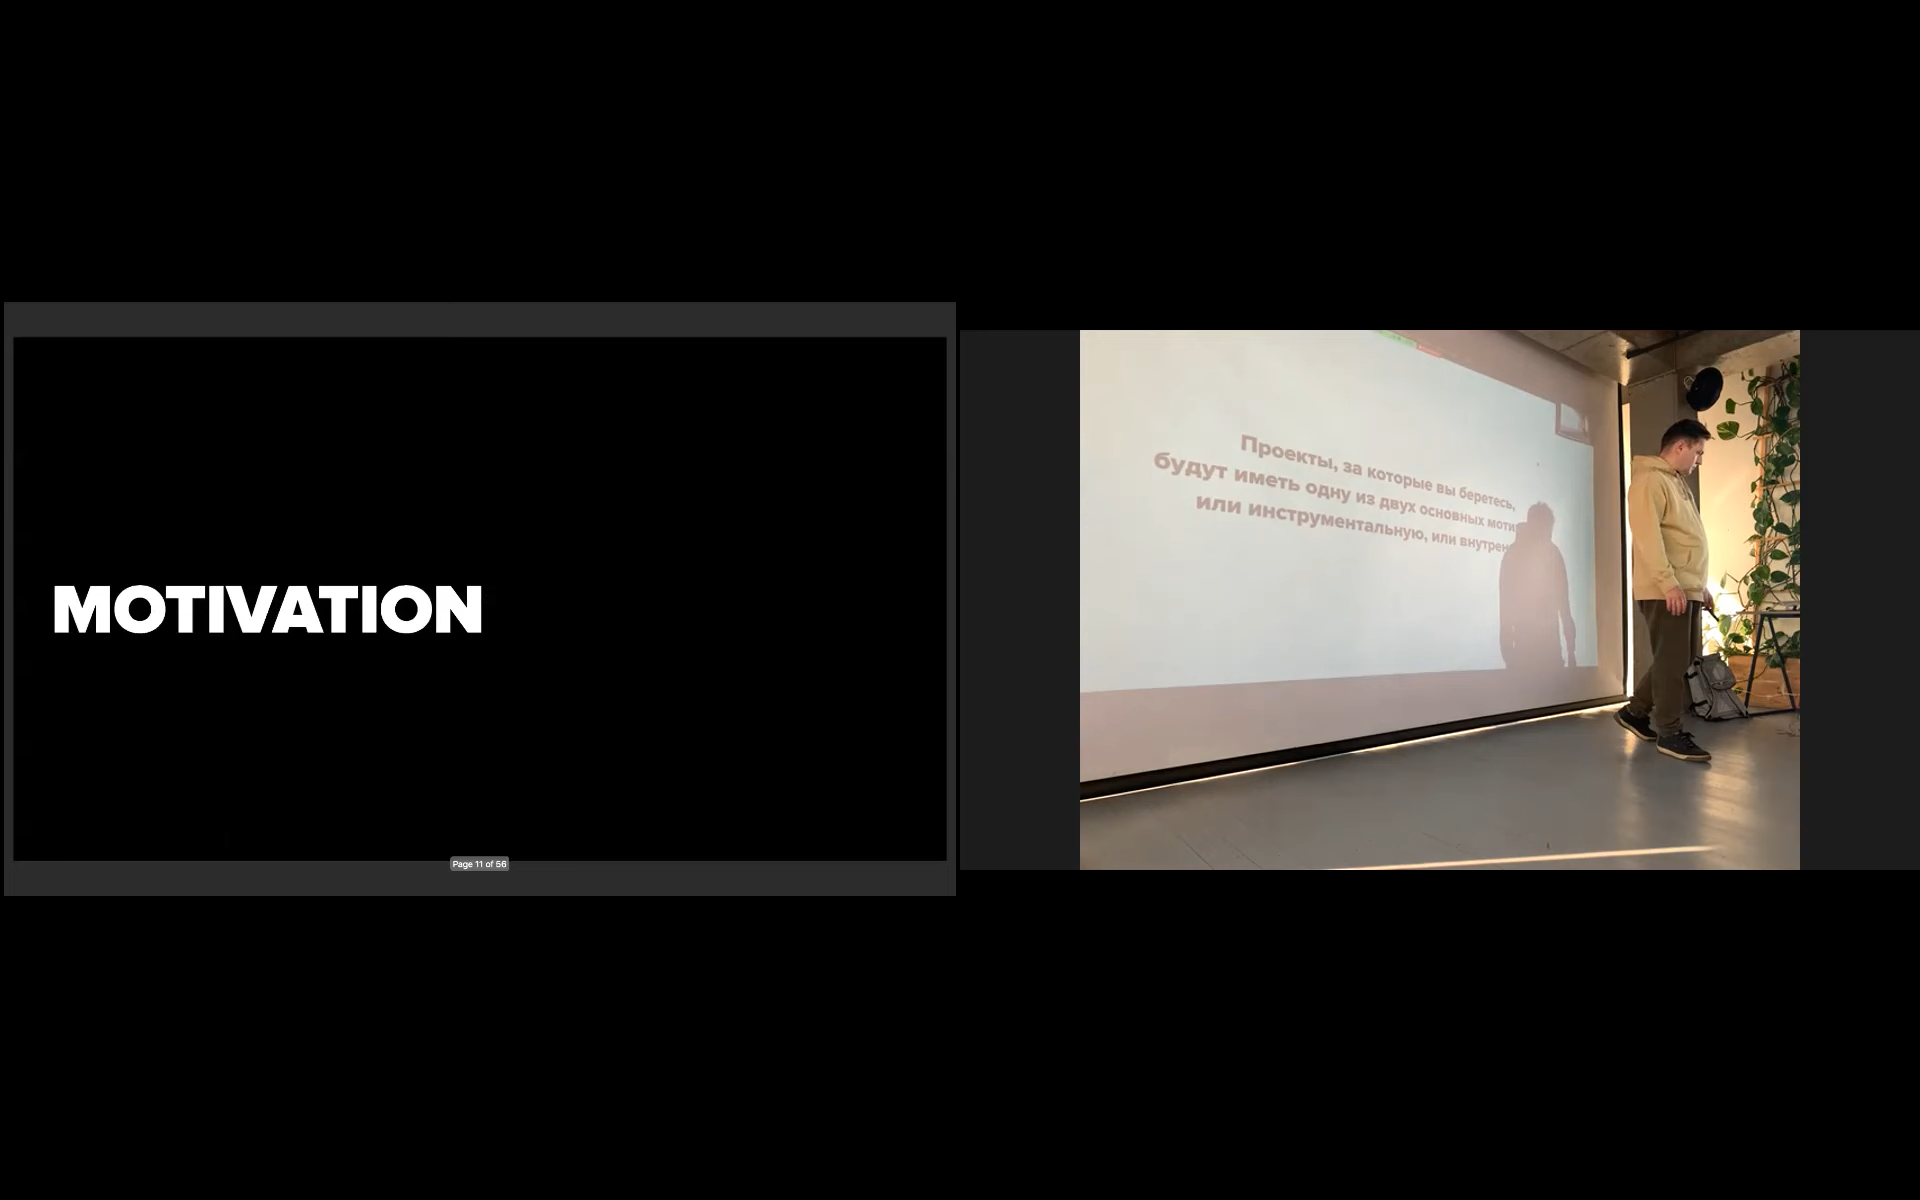 MOTIVATION
Page 11 of 56
Проекты, за которые вы беретесь,
будут иметь одну из двух основных
или инструментальную, или